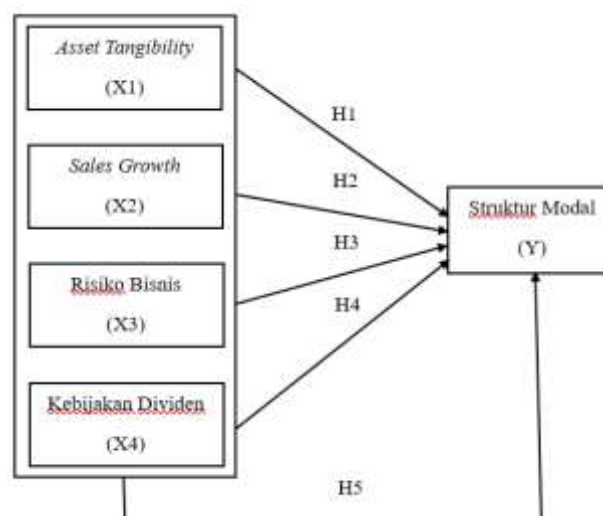 Asset Tangibility
(X1)
H1
Sales Growth
(X2)
H2
Struktur Modal
(Y)
H3
Risiko Bisnis
(X3)
H4
Kebijakan Dividen
(X4)
H5